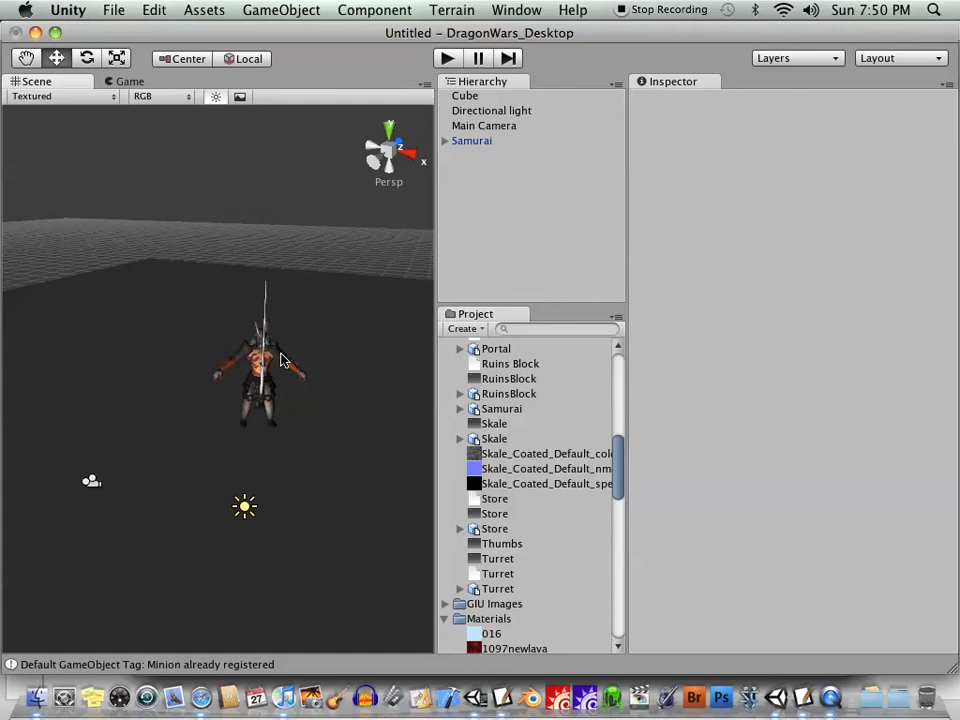 Unity File Edit Assets GameObject Component Terrain Window Help Stop Recording Sun 7:50 PM
Untitled - DragonWars_Desktop
Center Local Layers Layout
Scene Game Hierarchy Inspector
Textured RGB
Cube
Directional light
Main Camera
Samurai
y
z
x
Persp
Project
Create
Portal
Ruins Block
RuinsBlock
RuinsBlock
Samurai
Skale
Skale
Skale_Coated_Default_col
Skale_Coated_Default_nm
Skale_Coated_Default_spe
Store
Store
Store
Thumbs
Turret
Turret
Turret
GIU Images
Materials
016
1097newlava
Default GameObject Tag: Minion already registered
27
Br Ps